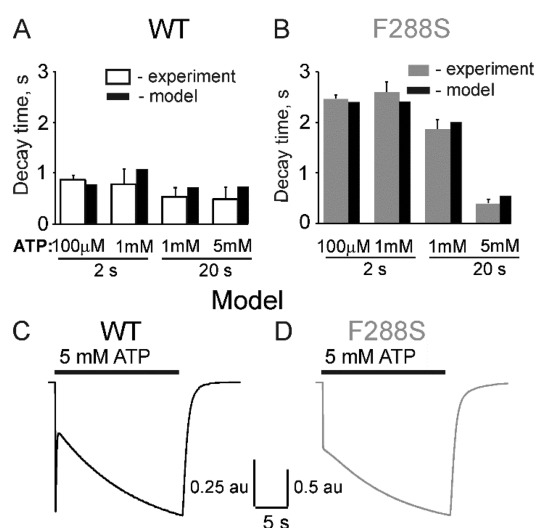 A
WT
B
F288S
Decay time, s
3
2
1
0
- experiment
- model
ATP:100µM 1mM 1mM 5mM
2 s 20 s
Decay time, s
3
2
1
0
- experiment
- model
100µM 1mM 1mM 5mM
2 s 20 s
Model
C
WT
5 mM ATP
D
F288S
5 mM ATP
0.25 au
0.5 au
5 s